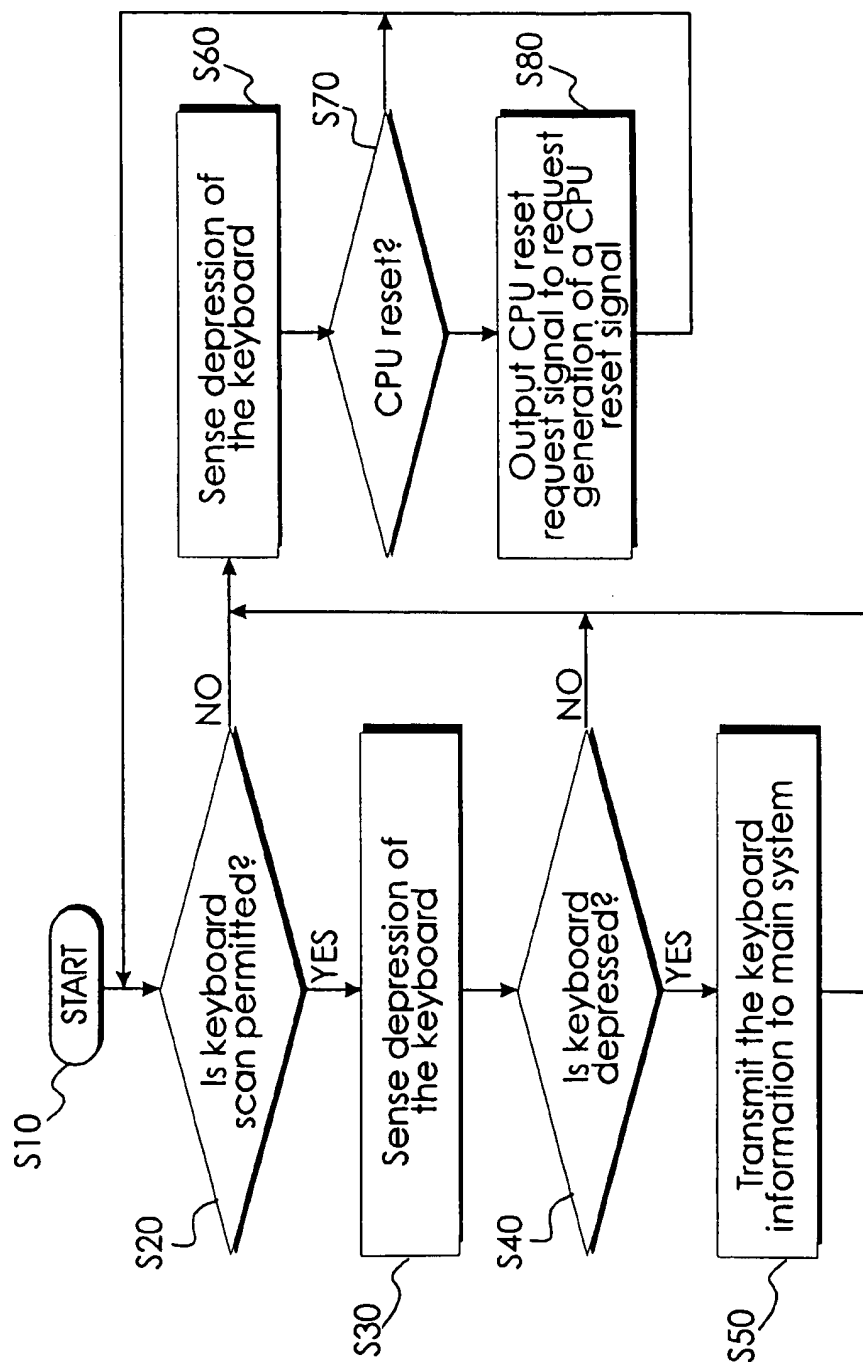 S10
START
S20
Is keyboard
scan permitted?
NO
YES
S30
Sense depression of
the keyboard
S40
Is keyboard
depressed?
NO
YES
S50
Transmit the keyboard
information to main system
S60
Sense depression of
the keyboard
S70
CPU reset?
S80
Output CPU reset
request signal to request
generation of a CPU
reset signal